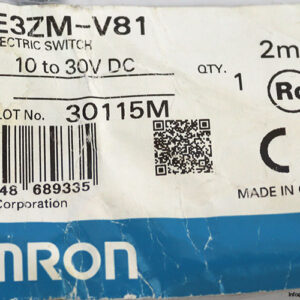 E3ZM-V81
ECTRIC SWITCH
2m
10 to 30V DC
QTY. 1
Ro
LOT No. 30115M
48 689335
MADE IN
Corporation
MRON